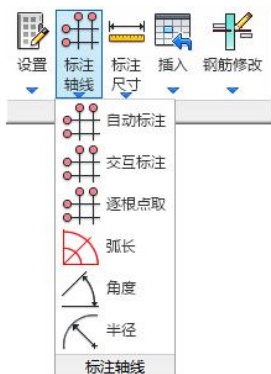 设置 标注轴线 标注尺寸 插入 钢筋修改
自动标注
交互标注
逐根点取
弧长
角度
半径
标注轴线